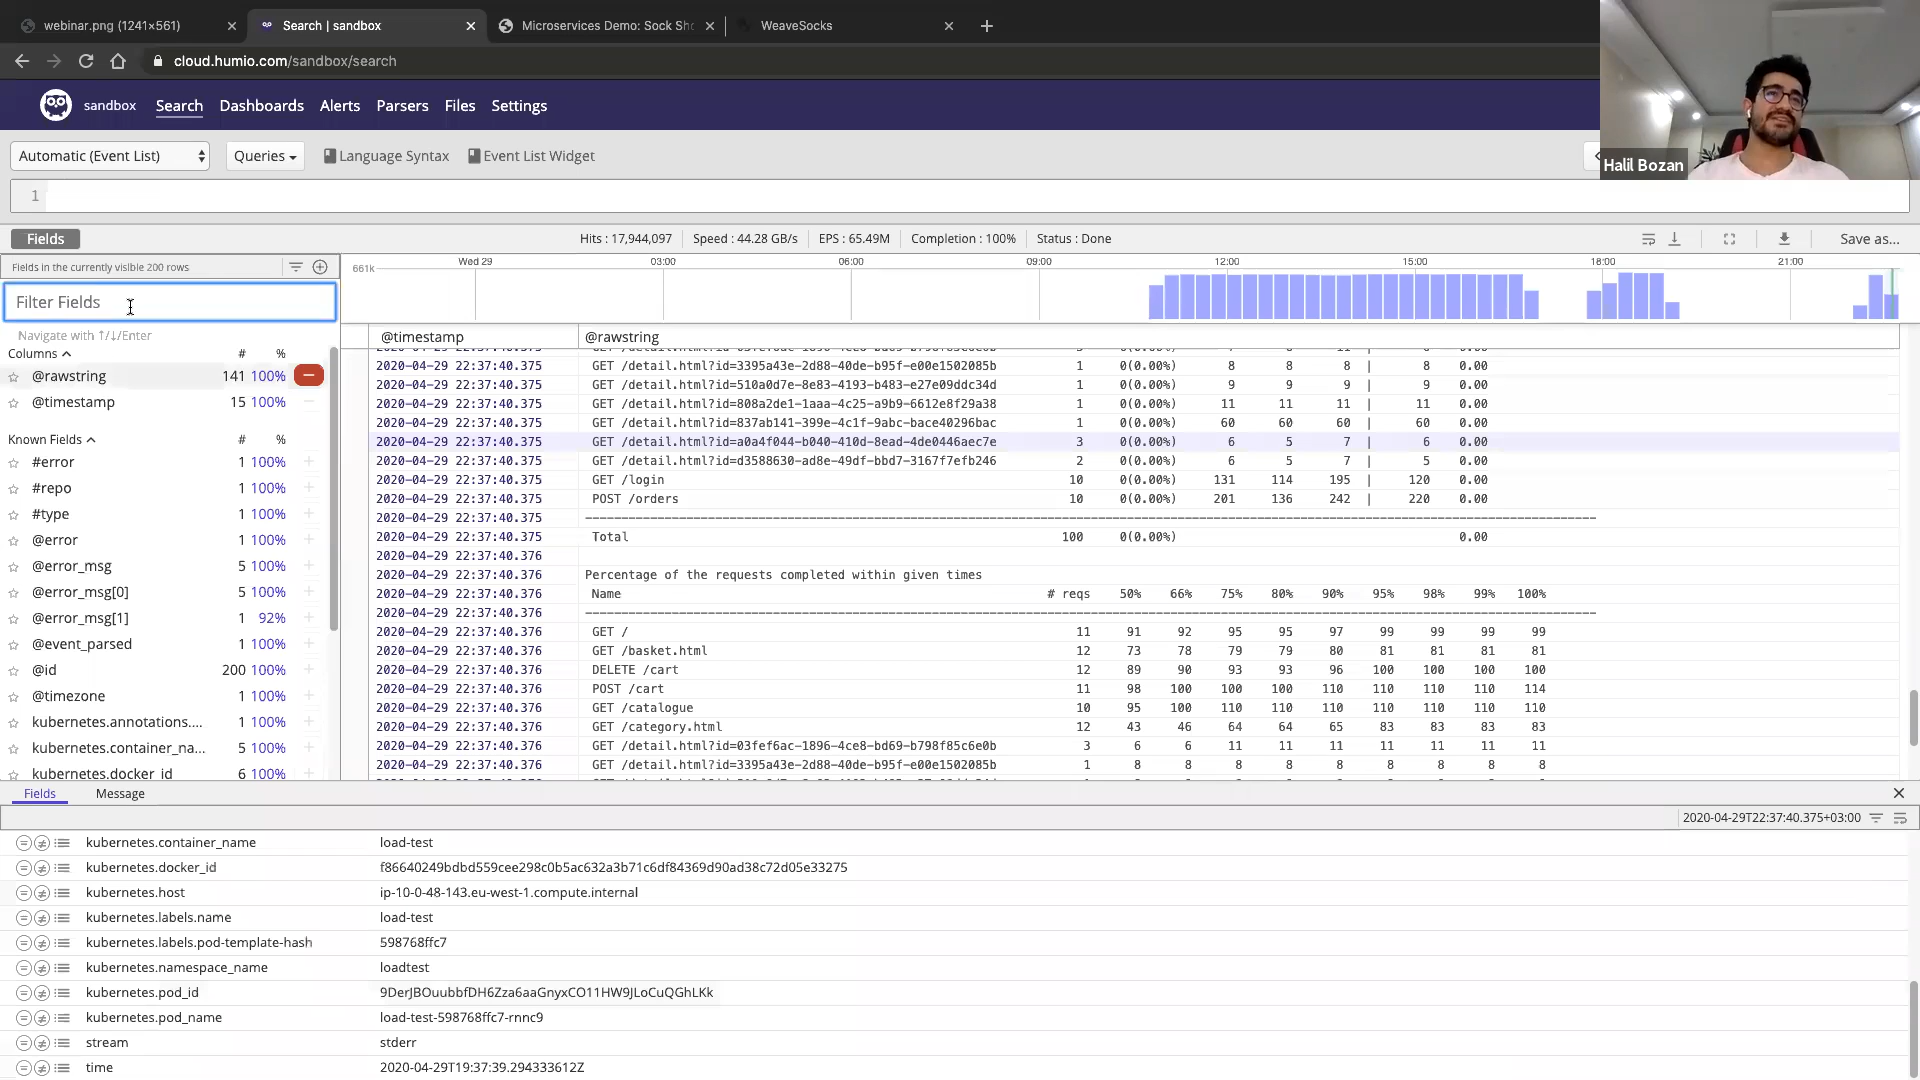 webinar.png (1241×561)
Search | sandbox
Microservices Demo: Sock Sh
WeaveSocks
cloud.humio.com/sandbox/search
sandbox Search Dashboards Alerts Parsers Files Settings
Halil Bozan
Automatic (Event List) Queries Language Syntax Event List Widget
1
Fields Hits : 17,944,097 Speed : 44.28 GB/s EPS : 65.49M Completion : 100% Status : Done Save as...
Fields in the currently visible 200 rows
661k Wed 29 03:00 06:00 09:00 12:00 15:00 18:00 21:00
Filter Fields
Navigate with ↑/↓/Enter
Columns # %
@rawstring 141 100%
@timestamp 15 100%
Known Fields # %
#error 1 100%
#repo 1 100%
#type 1 100%
@error 1 100%
@error_msg 5 100%
@error_msg[0] 5 100%
@error_msg[1] 1 92%
@event_parsed 1 100%
@id 200 100%
@timezone 1 100%
kubernetes.annotations.... 1 100%
kubernetes.container_na... 5 100%
kubernetes.docker_id 6 100%
@timestamp @rawstring
2020-04-29 22:37:40.375 GET /detail.html?id=3395a43e-2d88-40de-b95f-e00e1502085b 1 0(0.00%) 8 8 8 | 8 0.00
2020-04-29 22:37:40.375 GET /detail.html?id=510a0d7e-8e83-4193-b483-e27e09ddc34d 1 0(0.00%) 9 9 9 | 9 0.00
2020-04-29 22:37:40.375 GET /detail.html?id=808a2de1-1aaa-4c25-a9b9-6612e8f29a38 1 0(0.00%) 11 11 11 | 11 0.00
2020-04-29 22:37:40.375 GET /detail.html?id=837ab141-399e-4c1f-9abc-bace40296bac 1 0(0.00%) 60 60 60 | 60 0.00
2020-04-29 22:37:40.375 GET /detail.html?id=a0a4f044-b040-410d-8ead-4de0446aec7e 3 0(0.00%) 6 5 7 | 6 0.00
2020-04-29 22:37:40.375 GET /detail.html?id=d3588630-ad8e-49df-bbd7-3167f7efb246 2 0(0.00%) 6 5 7 | 5 0.00
2020-04-29 22:37:40.375 GET /login 10 0(0.00%) 131 114 195 | 120 0.00
2020-04-29 22:37:40.375 POST /orders 10 0(0.00%) 201 136 242 | 220 0.00
2020-04-29 22:37:40.375
2020-04-29 22:37:40.375 Total 100 0(0.00%) 0.00
2020-04-29 22:37:40.376
2020-04-29 22:37:40.376 Percentage of the requests completed within given times
2020-04-29 22:37:40.376 Name # reqs 50% 66% 75% 80% 90% 95% 98% 99% 100%
2020-04-29 22:37:40.376
2020-04-29 22:37:40.376 GET / 11 91 92 95 95 97 99 99 99 99
2020-04-29 22:37:40.376 GET /basket.html 12 73 78 79 79 80 81 81 81 81
2020-04-29 22:37:40.376 DELETE /cart 12 89 90 93 93 96 100 100 100 100
2020-04-29 22:37:40.376 POST /cart 11 98 100 100 100 110 110 110 110 114
2020-04-29 22:37:40.376 GET /catalogue 10 95 100 110 110 110 110 110 110 110
2020-04-29 22:37:40.376 GET /category.html 12 43 46 64 64 65 83 83 83 83
2020-04-29 22:37:40.376 GET /detail.html?id=03fef6ac-1896-4ce8-bd69-b798f85c6e0b 3 6 6 11 11 11 11 11 11 11
2020-04-29 22:37:40.376 GET /detail.html?id=3395a43e-2d88-40de-b95f-e00e1502085b 1 8 8 8 8 8 8 8 8 8
Fields Message
2020-04-29T22:37:40.375+03:00
kubernetes.container_name load-test
kubernetes.docker_id f86640249bdbd559cee298c0b5ac632a3b71c6df84369d90ad38c72d05e33275
kubernetes.host ip-10-0-48-143.eu-west-1.compute.internal
kubernetes.labels.name load-test
kubernetes.labels.pod-template-hash 598768ffc7
kubernetes.namespace_name loadtest
kubernetes.pod_id 9DerJBOuubbfDH6Zza6aaGnyxCO11HW9JLoCuQGhLKk
kubernetes.pod_name load-test-598768ffc7-rnnc9
stream stderr
time 2020-04-29T19:37:39.294333612Z